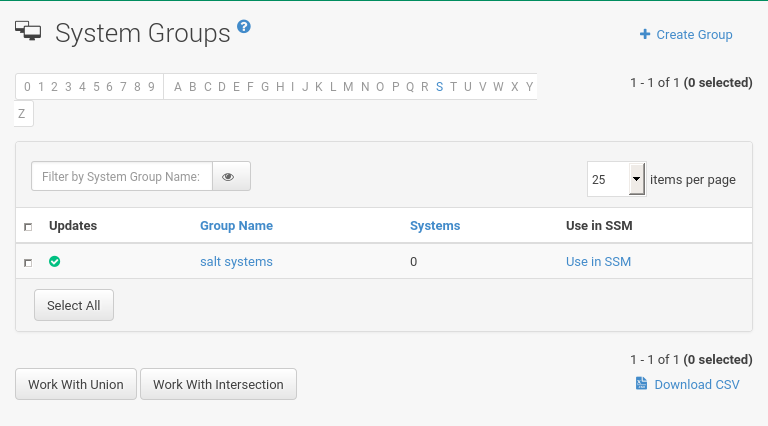 System Groups ?
+ Create Group
0 1 2 3 4 5 6 7 8 9 A B C D E F G H I J K L M N O P Q R S T U V W X Y
Z
1 - 1 of 1 (0 selected)
Filter by System Group Name:
25 items per page
Updates Group Name Systems Use in SSM
salt systems 0 Use in SSM
Select All
1 - 1 of 1 (0 selected)
Work With Union Work With Intersection Download CSV